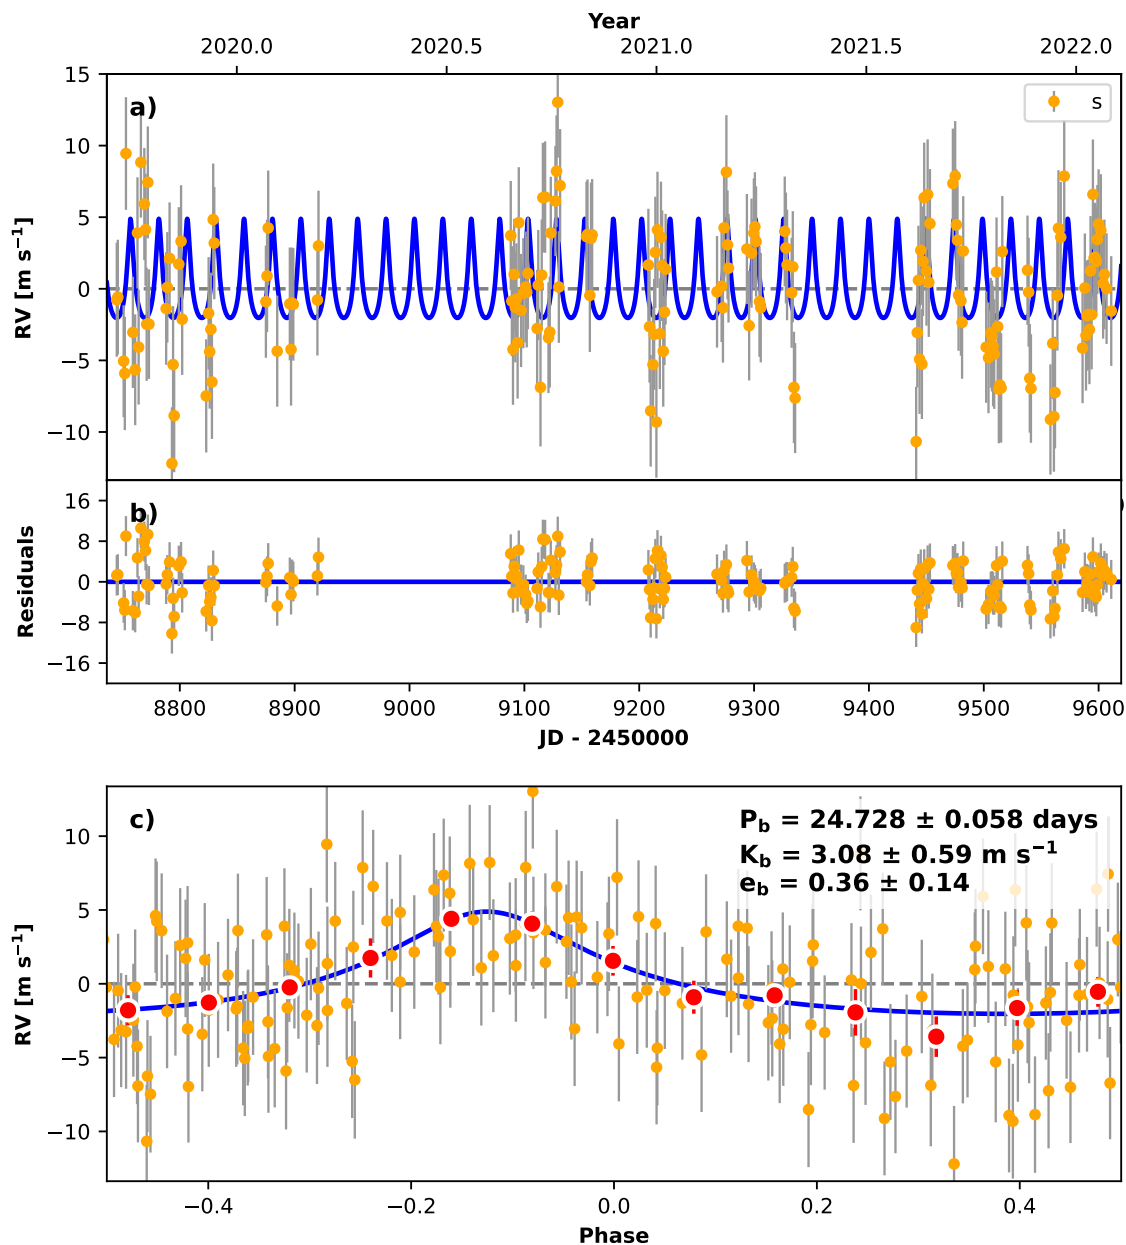 Year
2020.0 2020.5 2021.0 2021.5 2022.0
a)
s
15
10
5
0
−5
−10
RV [m s⁻¹]
b)
16
8
0
−8
−16
Residuals
8800 8900 9000 9100 9200 9300 9400 9500 9600
JD - 2450000
c)
P_b = 24.728 ± 0.058 days
K_b = 3.08 ± 0.59 m s⁻¹
e_b = 0.36 ± 0.14
10
5
0
−5
−10
RV [m s⁻¹]
−0.4 −0.2 0.0 0.2 0.4
Phase